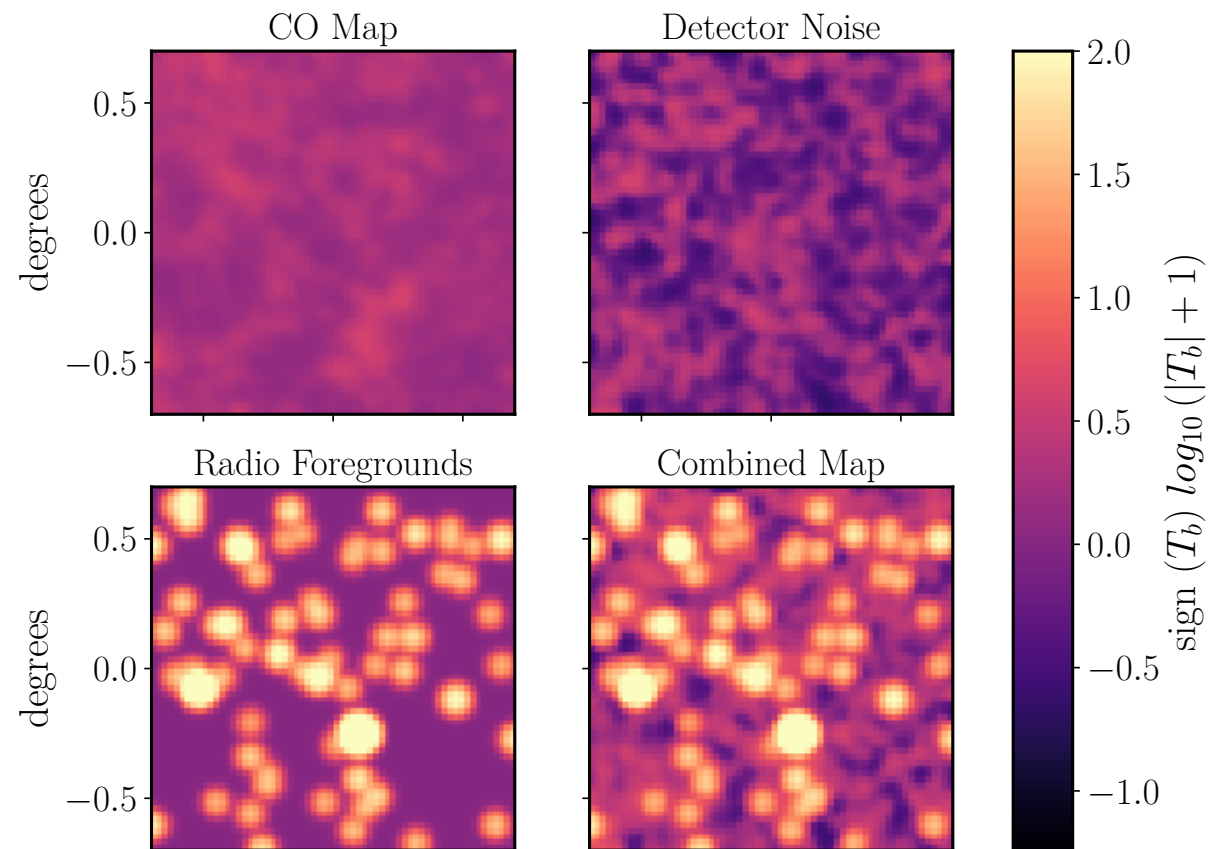 CO Map
Detector Noise
degrees
0.5
0.0
−0.5
Radio Foregrounds
Combined Map
degrees
0.5
0.0
−0.5
2.0
1.5
1.0
0.5
0.0
−0.5
−1.0
sign (T_b) log_{10} (|T_b| + 1)